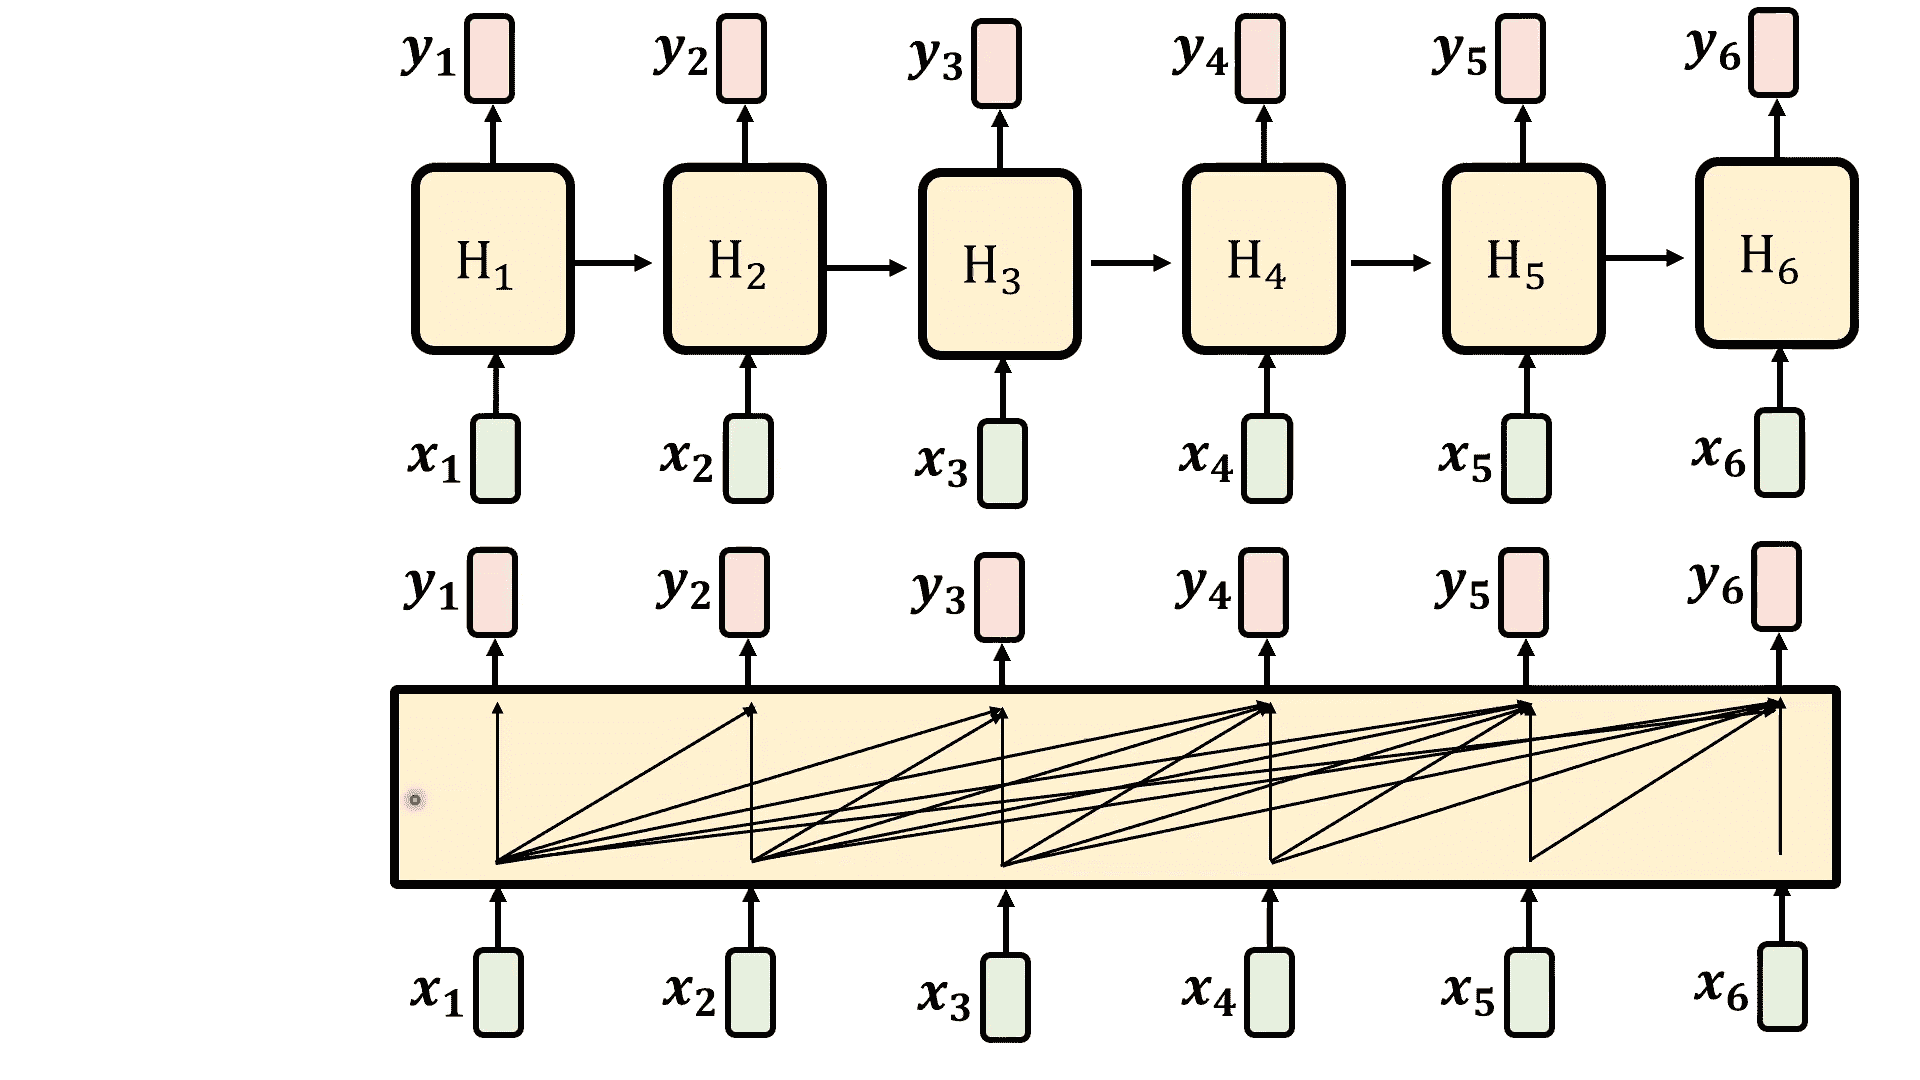 y₁ y₂ y₃ y₄ y₅ y₆
H₁ H₂ H₃ H₄ H₅ H₆
x₁ x₂ x₃ x₄ x₅ x₆
y₁ y₂ y₃ y₄ y₅ y₆
x₁ x₂ x₃ x₄ x₅ x₆